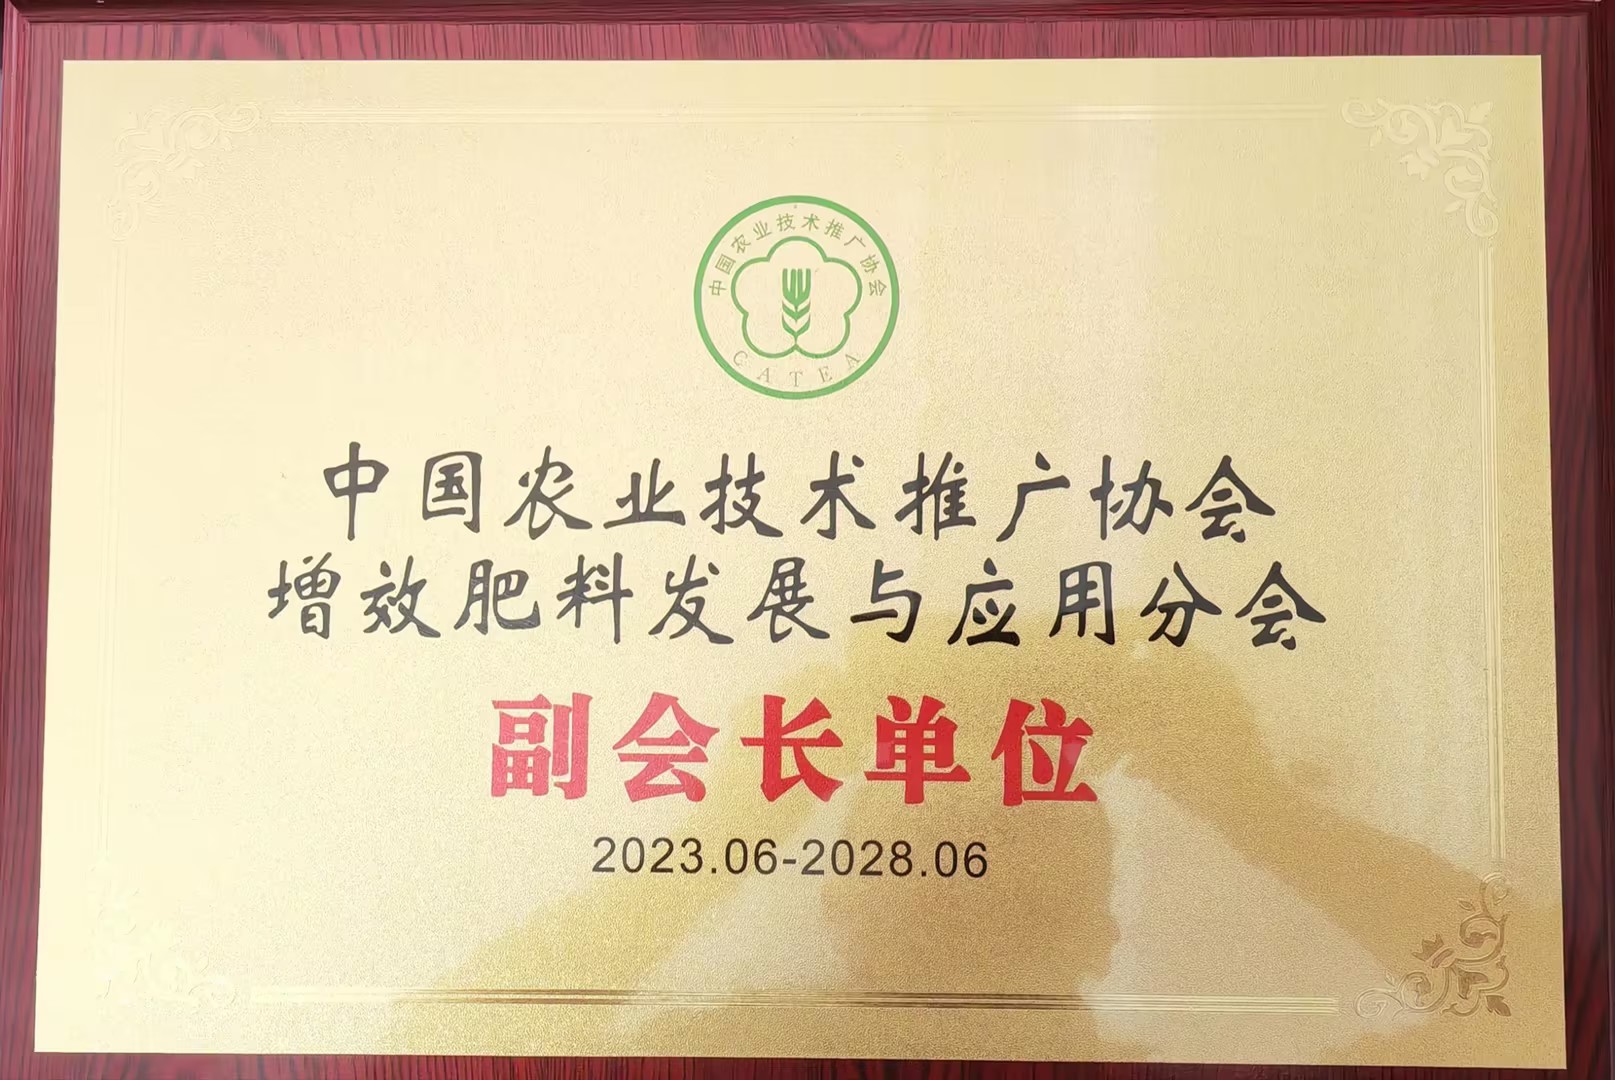 中国农业技术推广协会
CATEA
中国农业技术推广协会
增效肥料发展与应用分会
副会长单位
2023.06-2028.06